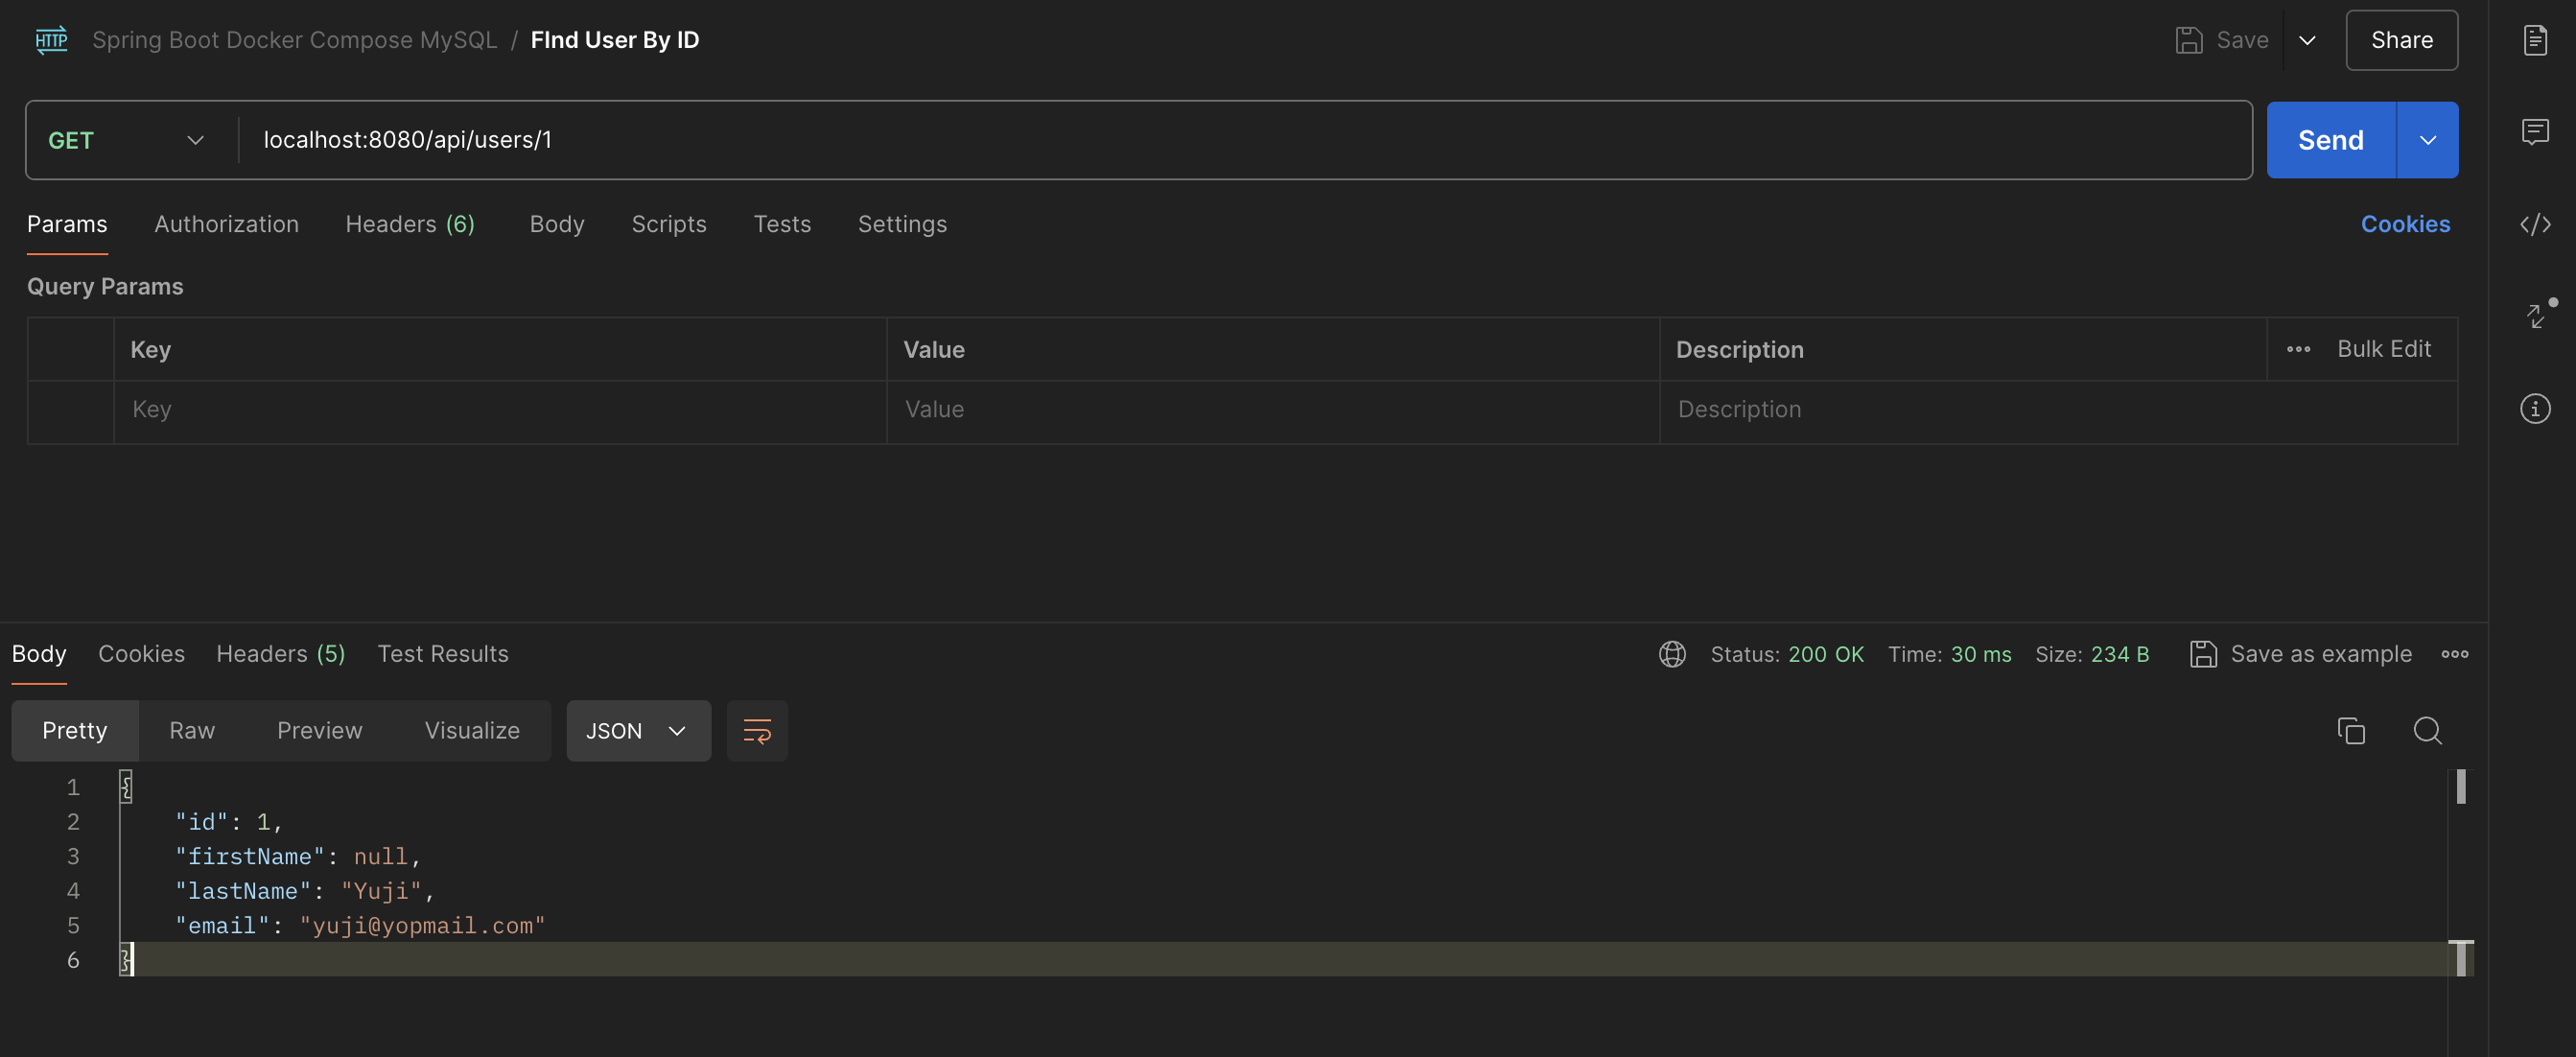 HTTP Spring Boot Docker Compose MySQL / FInd User By ID Save Share
GET localhost:8080/api/users/1 Send
Params Authorization Headers (6) Body Scripts Tests Settings Cookies
Query Params
Key Value Description Bulk Edit
Key Value Description
Body Cookies Headers (5) Test Results Status: 200 OK Time: 30 ms Size: 234 B Save as example
Pretty Raw Preview Visualize JSON
1 {
2 "id": 1,
3 "firstName": null,
4 "lastName": "Yuji",
5 "email": "yuji@yopmail.com"
6 }